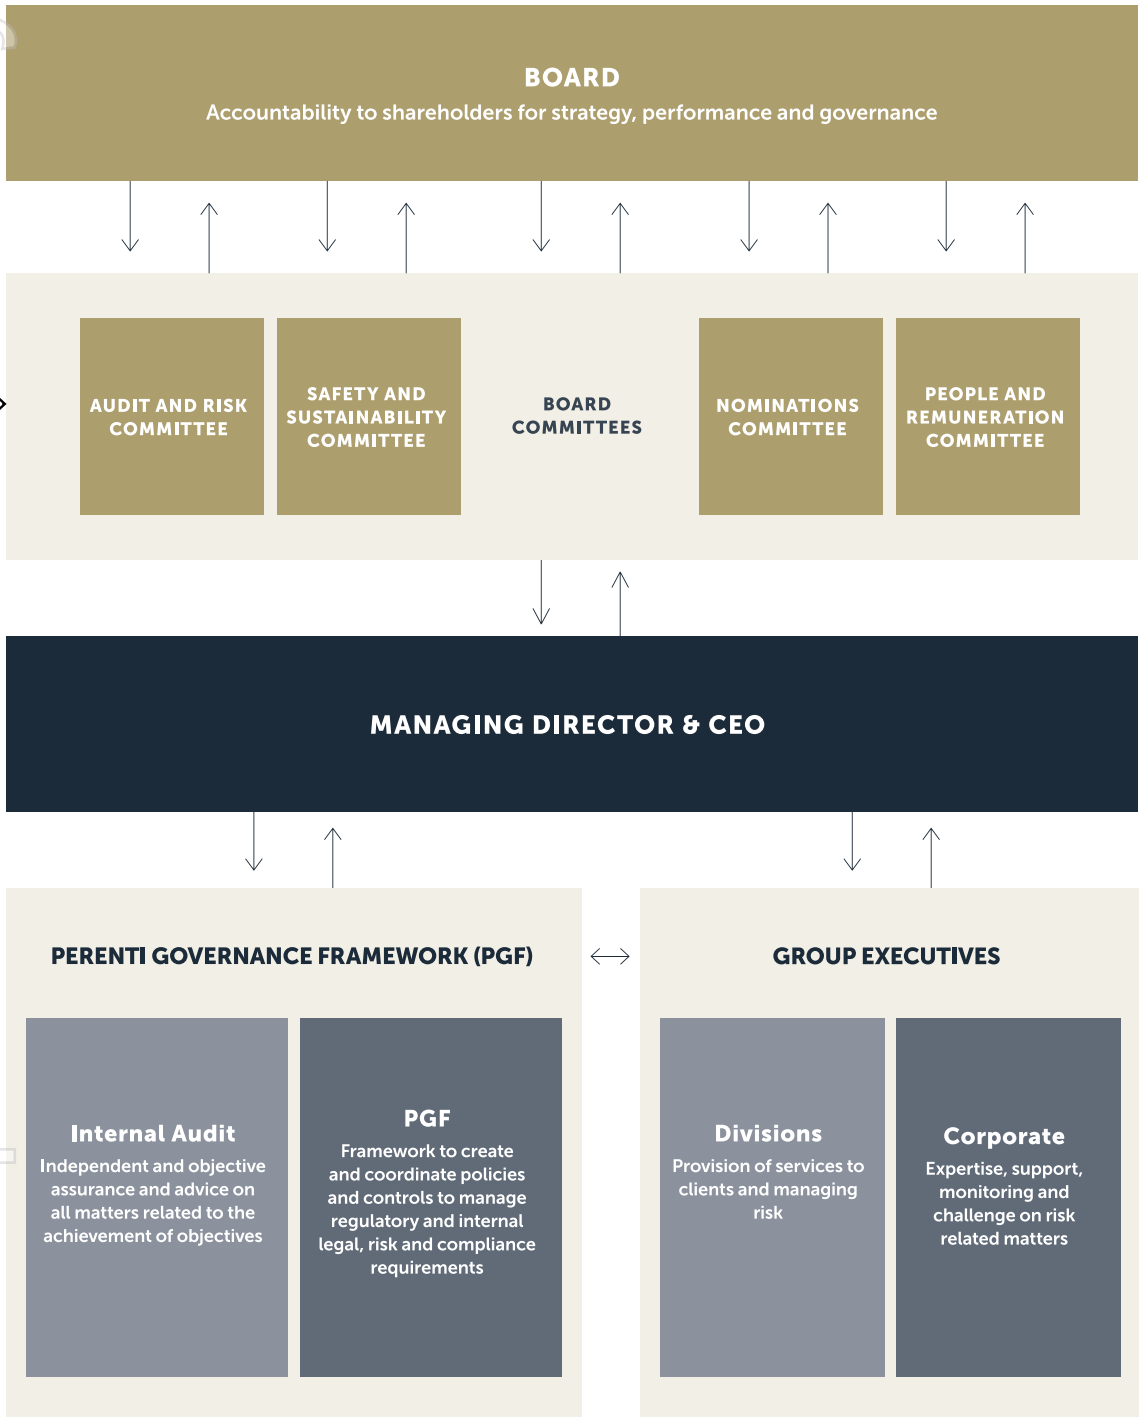 BOARD
Accountability to shareholders for strategy, performance and governance
AUDIT AND RISK
COMMITTEE
SAFETY AND
SUSTAINABILITY
COMMITTEE
BOARD
COMMITTEES
NOMINATIONS
COMMITTEE
PEOPLE AND
REMUNERATION
COMMITTEE
MANAGING DIRECTOR & CEO
PERENTI GOVERNANCE FRAMEWORK (PGF)
Internal Audit
Independent and objective
assurance and advice on
all matters related to the
achievement of objectives
PGF
Framework to create
and coordinate policies
and controls to manage
regulatory and internal
legal, risk and compliance
requirements
GROUP EXECUTIVES
Divisions
Provision of services to
clients and managing
risk
Corporate
Expertise, support,
monitoring and
challenge on risk
related matters